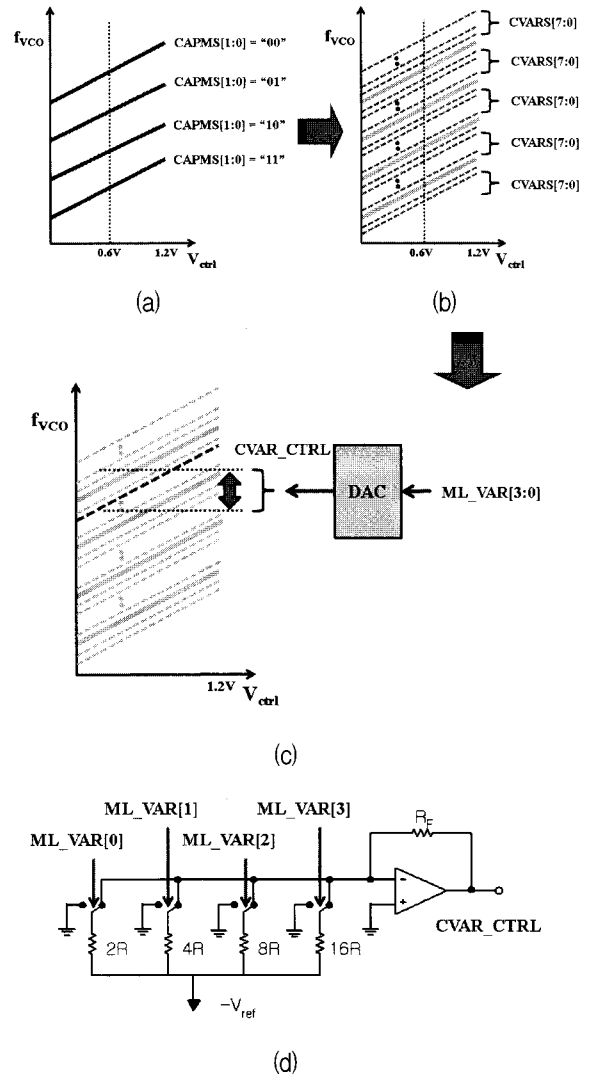 f_VCO
CAPMS[1:0] = "00"
CAPMS[1:0] = "01"
CAPMS[1:0] = "10"
CAPMS[1:0] = "11"
0.6V
1.2V
V_ctrl
(a)
f_VCO
CVARS[7:0]
CVARS[7:0]
CVARS[7:0]
CVARS[7:0]
CVARS[7:0]
0.6V
1.2V
V_ctrl
(b)
f_VCO
CVAR_CTRL
DAC
ML_VAR[3:0]
1.2V
V_ctrl
(c)
ML_VAR[1]
ML_VAR[3]
ML_VAR[0]
ML_VAR[2]
R_F
-
+
CVAR_CTRL
2R
4R
8R
16R
-V_ref
(d)